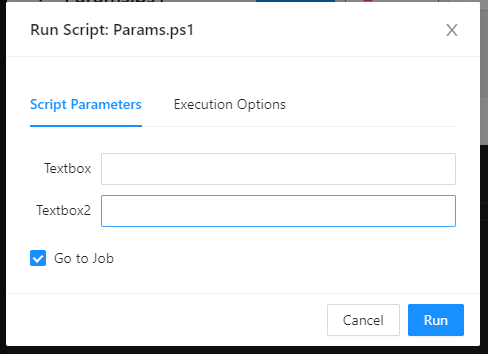 Run Script: Params.ps1
Script Parameters
Execution Options
Textbox
Textbox2
Go to Job
Cancel
Run